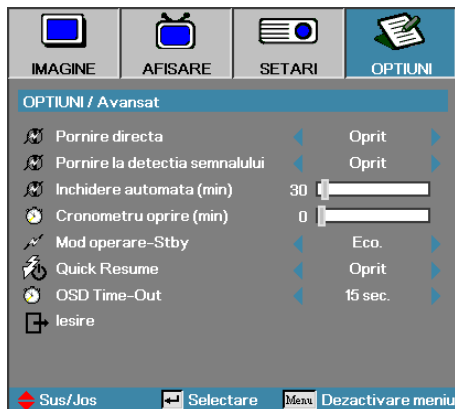 IMAGINE AFISARE SETARI OPTIUNI
OPTIUNI / Avansat
Pornire directa Oprit
Pornire la detectia semnalului Oprit
Inchidere automata (min) 30
Cronometru oprire (min) 0
Mod operare-Stby Eco.
Quick Resume Oprit
OSD Time-Out 15 sec.
Iesire
Sus/Jos Selectare Menu Dezactivare meniu